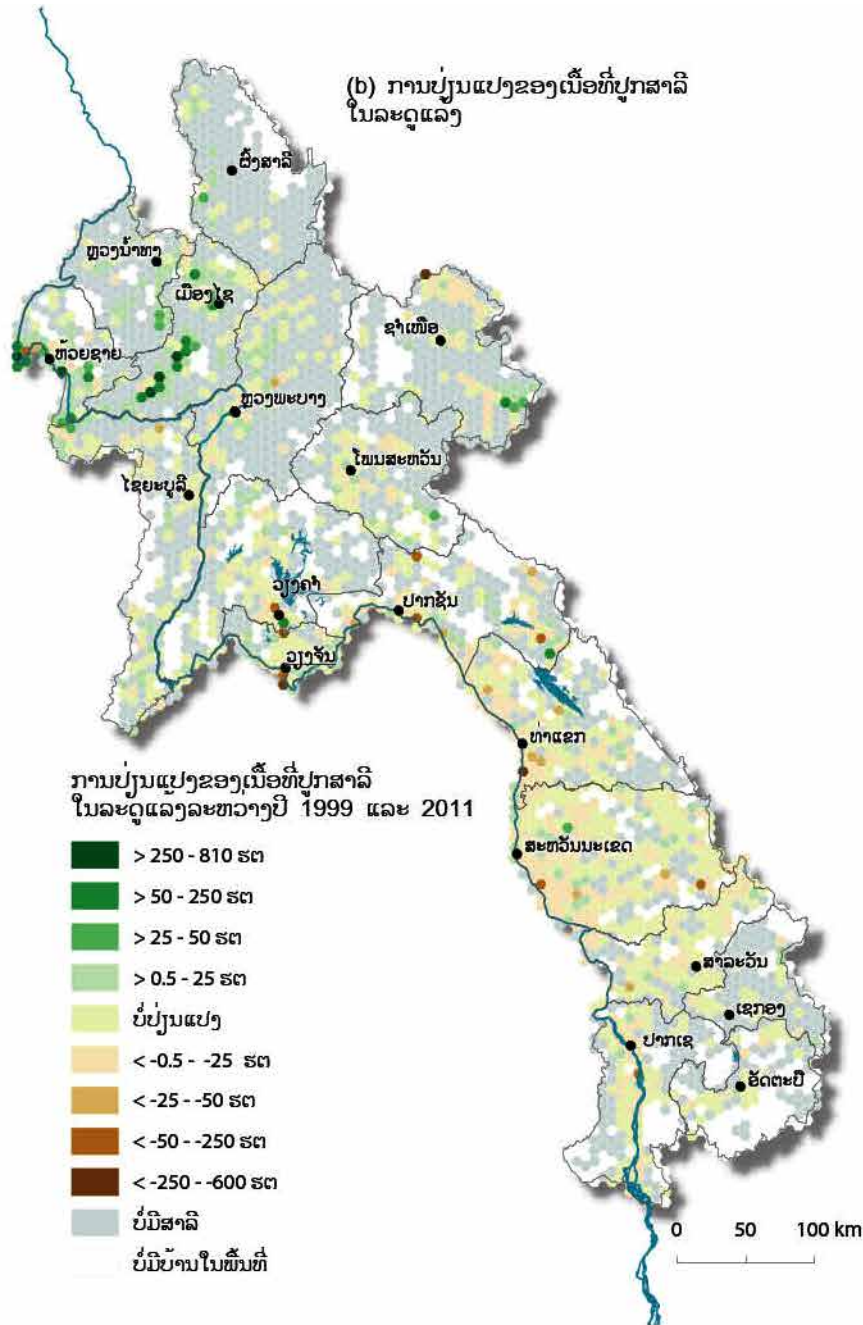 (b) ການປ່ຽນແປງຂອງເນື້ອທີ່ປູກສາລີ
ໃນລະດູແລ້ງ
ຜົ້ງສາລີ
ຫຼວງນ້ຳທາ
ເມືອງໄຊ
ຊຳເໜືອ
ຫ້ວຍຊາຍ
ຫຼວງພະບາງ
ໂພນສະຫວັນ
ໄຊຍະບູລີ
ວຽງຄຳ
ປາກຊັນ
ວຽງຈັນ
ທ່າແຂກ
ການປ່ຽນແປງຂອງເນື້ອທີ່ປູກສາລີ
ໃນລະດູແລ້ງລະຫວ່າງປີ 1999 ແລະ 2011
> 250 - 810 ຮຕ
> 50 - 250 ຮຕ
> 25 - 50 ຮຕ
> 0.5 - 25 ຮຕ
ບໍ່ປ່ຽນແປງ
< -0.5 - -25 ຮຕ
< -25 - -50 ຮຕ
< -50 - -250 ຮຕ
< -250 - -600 ຮຕ
ບໍ່ມີສາລີ
ບໍ່ມີບ້ານໃນພື້ນທີ່
ສະຫວັນນະເຂດ
ສາລະວັນ
ເຊກອງ
ປາກເຊ
ອັດຕະປື
0 50 100 km